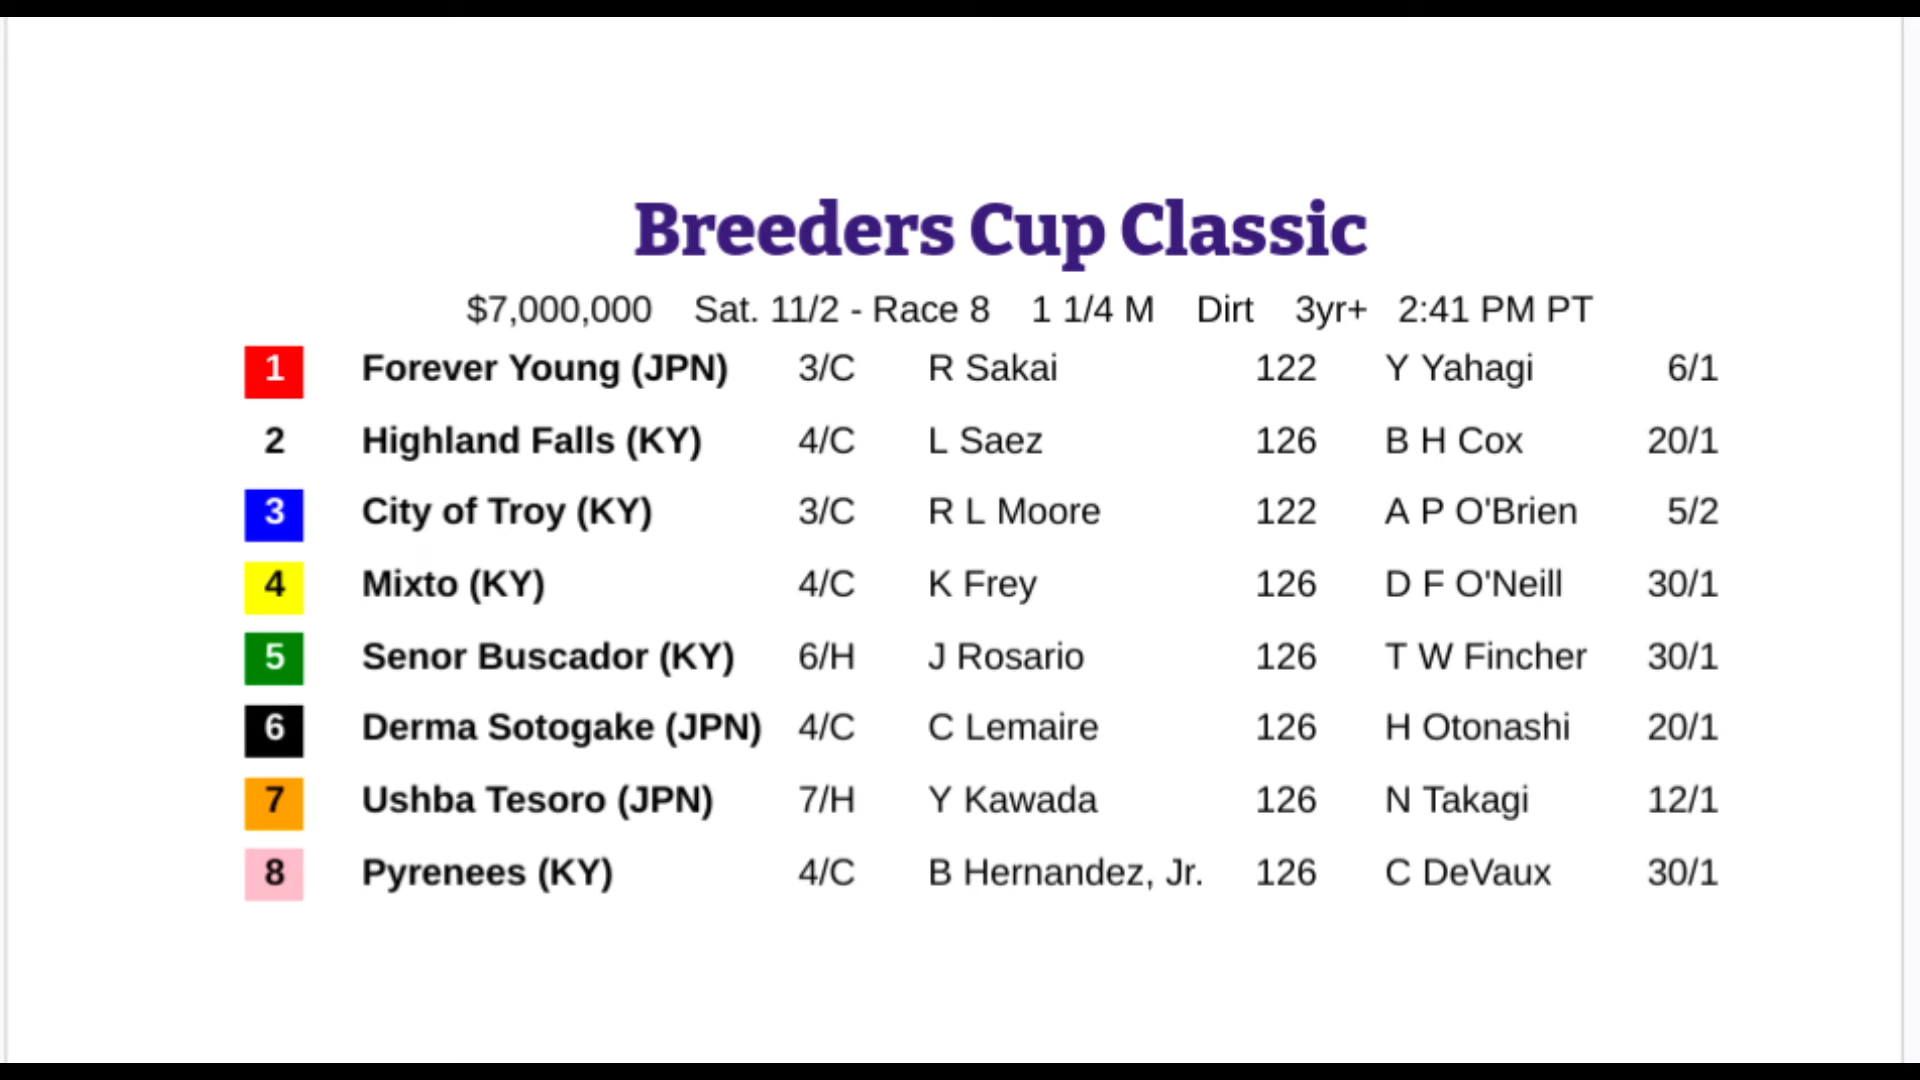 Breeders Cup Classic
$7,000,000 Sat. 11/2 - Race 8 1 1/4 M Dirt 3yr+ 2:41 PM PT
1 Forever Young (JPN) 3/C R Sakai 122 Y Yahagi 6/1
2 Highland Falls (KY) 4/C L Saez 126 B H Cox 20/1
3 City of Troy (KY) 3/C R L Moore 122 A P O'Brien 5/2
4 Mixto (KY) 4/C K Frey 126 D F O'Neill 30/1
5 Senor Buscador (KY) 6/H J Rosario 126 T W Fincher 30/1
6 Derma Sotogake (JPN) 4/C C Lemaire 126 H Otonashi 20/1
7 Ushba Tesoro (JPN) 7/H Y Kawada 126 N Takagi 12/1
8 Pyrenees (KY) 4/C B Hernandez, Jr. 126 C DeVaux 30/1